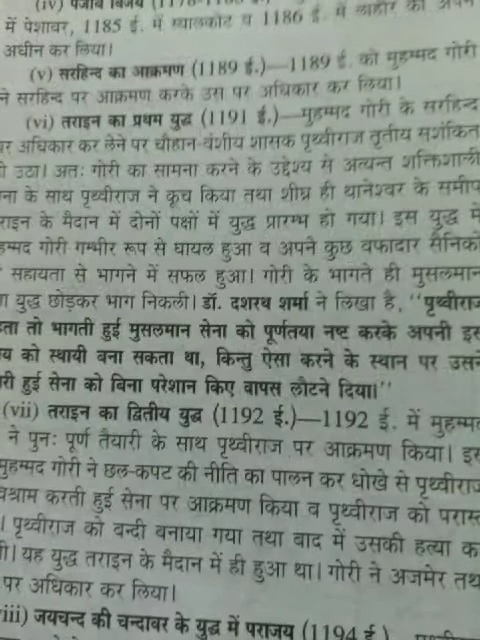 (iv) पंजाब विजय
में पेशावर, 1185 ई. में स्यालकोट व 1186 ई. में लाहौर को अपने
अधीन कर लिया।
(v) सरहिन्द का आक्रमण (1189 ई.)—1189 ई. को मुहम्मद गोरी
ने सरहिन्द पर आक्रमण करके उस पर अधिकार कर लिया।
(vi) तराइन का प्रथम युद्ध (1191 ई.)—मुहम्मद गोरी के सरहिन्द
पर अधिकार कर लेने पर चौहान-वंशीय शासक पृथ्वीराज तृतीय सशंकित
हो उठा। अतः गोरी का सामना करने के उद्देश्य से अत्यन्त शक्तिशाली
ना के साथ पृथ्वीराज ने कूच किया तथा शीघ्र ही थानेश्वर के समीप
राइन के मैदान में दोनों पक्षों में युद्ध प्रारम्भ हो गया। इस युद्ध में
हम्मद गोरी गम्भीर रूप से घायल हुआ व अपने कुछ वफादार सैनिकों
सहायता से भागने में सफल हुआ। गोरी के भागते ही मुसलमान
ा युद्ध छोड़कर भाग निकली। डॉ. दशरथ शर्मा ने लिखा है, "पृथ्वीराज
हता तो भागती हुई मुसलमान सेना को पूर्णतया नष्ट करके अपनी इस
य को स्थायी बना सकता था, किन्तु ऐसा करने के स्थान पर उसने
री हुई सेना को बिना परेशान किए वापस लौटने दिया।"
(vii) तराइन का द्वितीय युद्ध (1192 ई.)—1192 ई. में मुहम्मद
ने पुनः पूर्ण तैयारी के साथ पृथ्वीराज पर आक्रमण किया। इस
मुहम्मद गोरी ने छल-कपट की नीति का पालन कर धोखे से पृथ्वीराज
विश्राम करती हुई सेना पर आक्रमण किया व पृथ्वीराज को परास्त
। पृथ्वीराज को बन्दी बनाया गया तथा बाद में उसकी हत्या क
ी। यह युद्ध तराइन के मैदान में ही हुआ था। गोरी ने अजमेर तथ
पर अधिकार कर लिया।
iii) जयचन्द की चन्दावर के युद्ध में पराजय (1194 ई.)